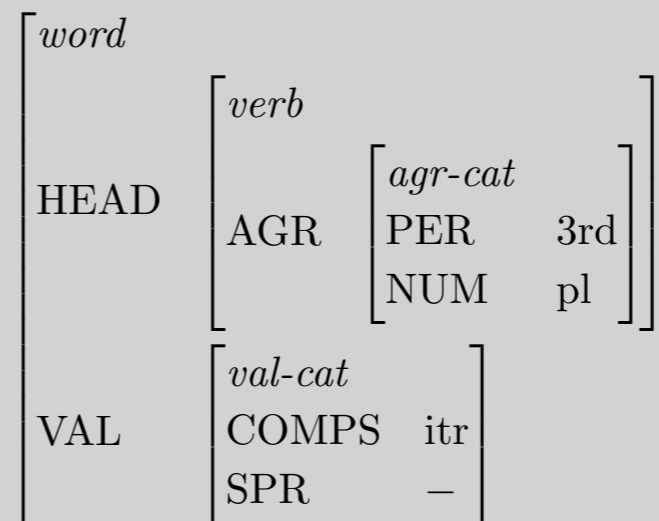 word
verb
agr-cat
HEAD AGR PER 3rd
NUM pl
val-cat
VAL COMPS itr
SPR −